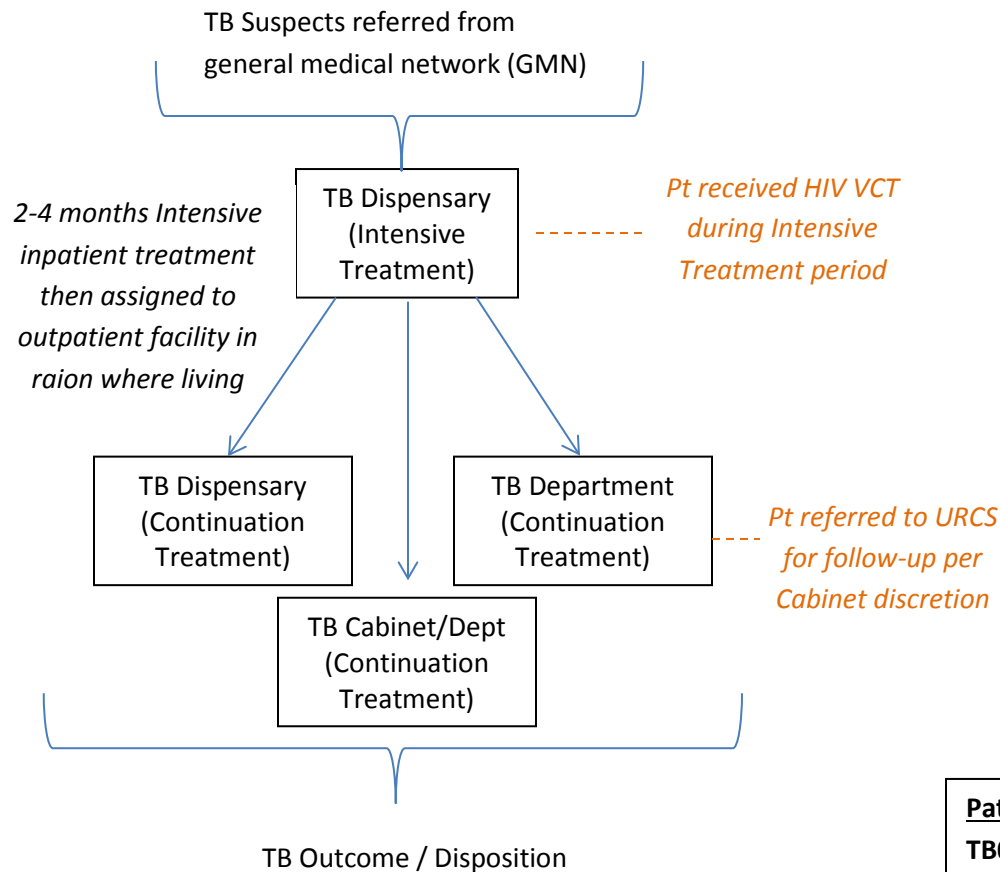 TB Suspects referred from
general medical network (GMN)
TB Dispensary
(Intensive
Treatment)
Pt received HIV VCT
during Intensive
Treatment period
2-4 months Intensive
inpatient treatment
then assigned to
outpatient facility in
raion where living
TB Dispensary
(Continuation
Treatment)
TB Department
(Continuation
Treatment)
Pt referred to URCS
for follow-up per
Cabinet discretion
TB Cabinet/Dept
(Continuation
Treatment)
TB Outcome / Disposition